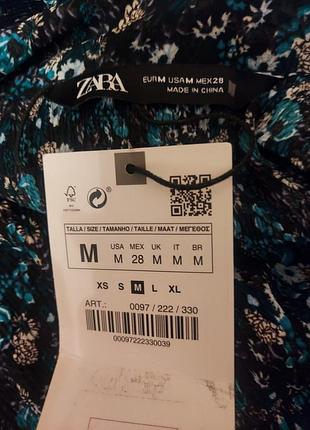 ZARA
EUR M USA M MEX 28
MADE IN CHINA
FSC
TALLA / SIZE / TAMANHO / TAILLE / MAAT / ΜΕΓΕΘΟΣ
M
USA MEX UK IT BR
M 28 M M M
XS S M L XL
ART.: 0097 / 222 / 330
00097222330039